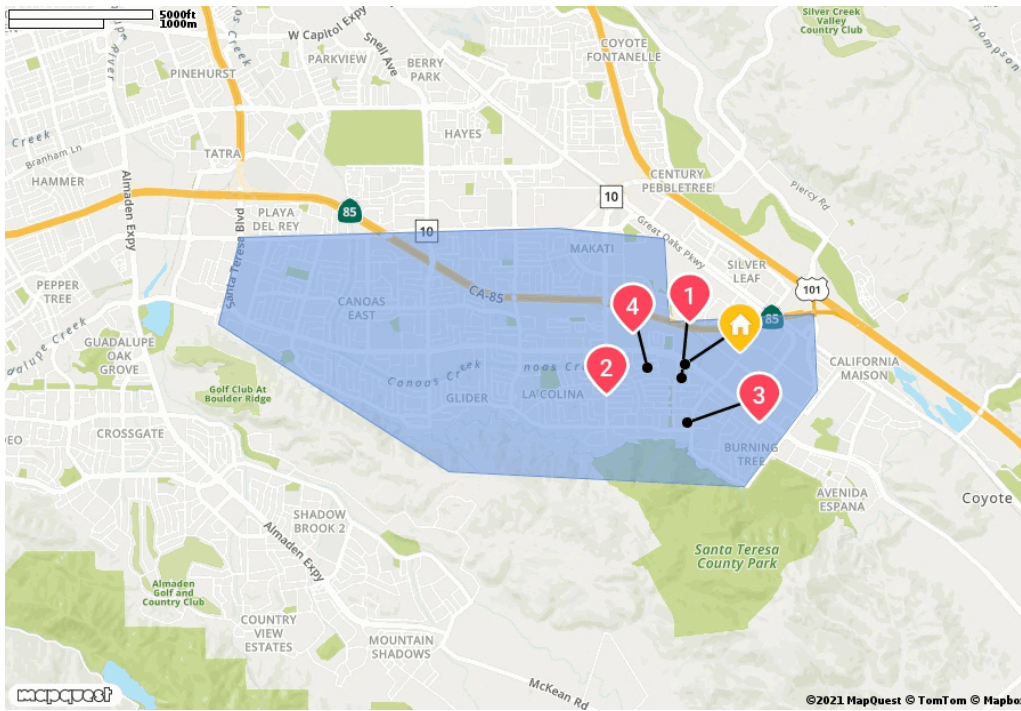 5000ft
1000m
W Capitol Expy
Snell Ave
PARKVIEW
BERRY
PARK
PINEHURST
COYOTE
FONTANELLE
Silver Creek
Valley
Country Club
Thompson
Creek
Branham Ln
HAMMER
TATRA
HAYES
CENTURY
PEBBLETREE
Piercy Rd
Almaden Expy
Santa Teresa Blvd
PLAYA
DEL REY
85
10
10
Great Oaks Pkwy
MAKATI
SILVER
LEAF
101
PEPPER
TREE
CANOAS
EAST
CA-85
4
1
85
GUADALUPE
OAK
GROVE
CALIFORNIA
MAISON
2
3
Canoas Creek
noas Cre
Golf Club At
Boulder Ridge
GLIDER
LA COLINA
CROSSGATE
BURNING
TREE
AVENIDA
ESPANA
Coyote
SHADOW
BROOK 2
Almaden Expy
Santa Teresa
County Park
Almaden
Golf and
Country Club
COUNTRY
VIEW
ESTATES
MOUNTAIN
SHADOWS
McKean Rd
mapquest
©2021 MapQuest © TomTom © Mapbo